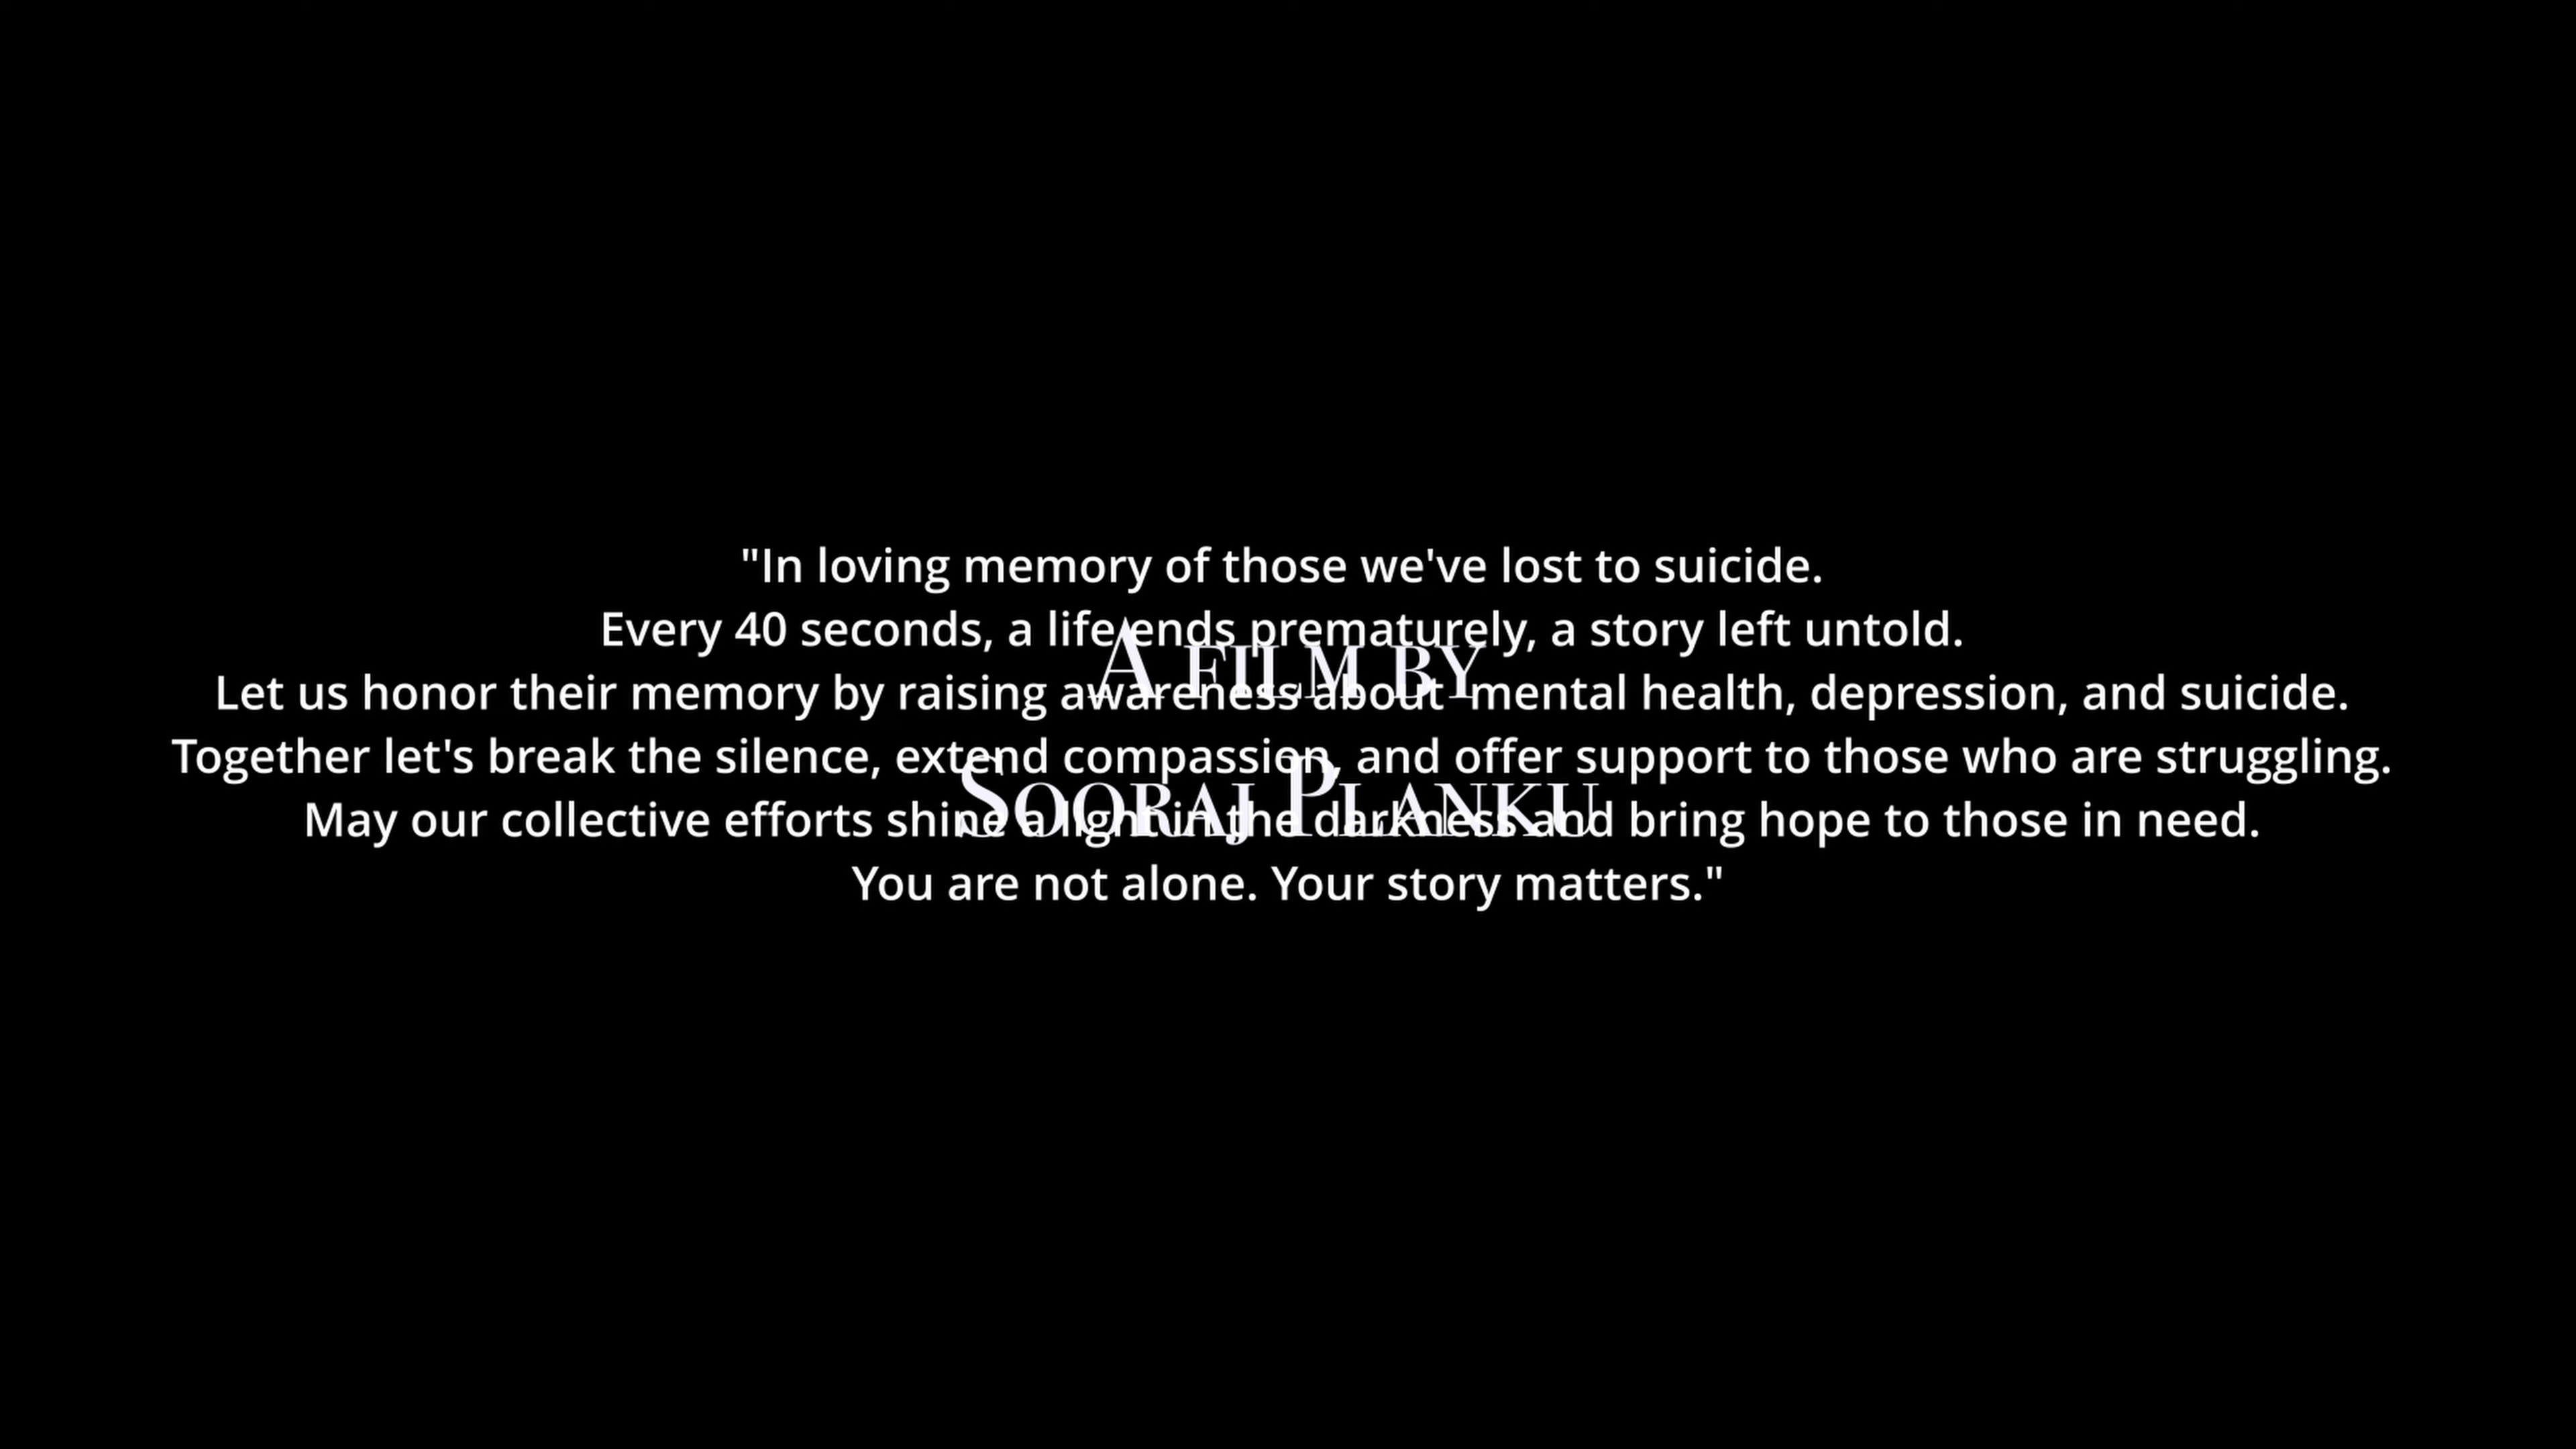 "In loving memory of those we've lost to suicide.
Every 40 seconds, a life ends prematurely, a story left untold.
A FILM BY
Let us honor their memory by raising awareness about mental health, depression, and suicide.
Together let's break the silence, extend compassion, and offer support to those who are struggling.
SOORAJ PLANKU
May our collective efforts shine a light in the darkness and bring hope to those in need.
You are not alone. Your story matters."